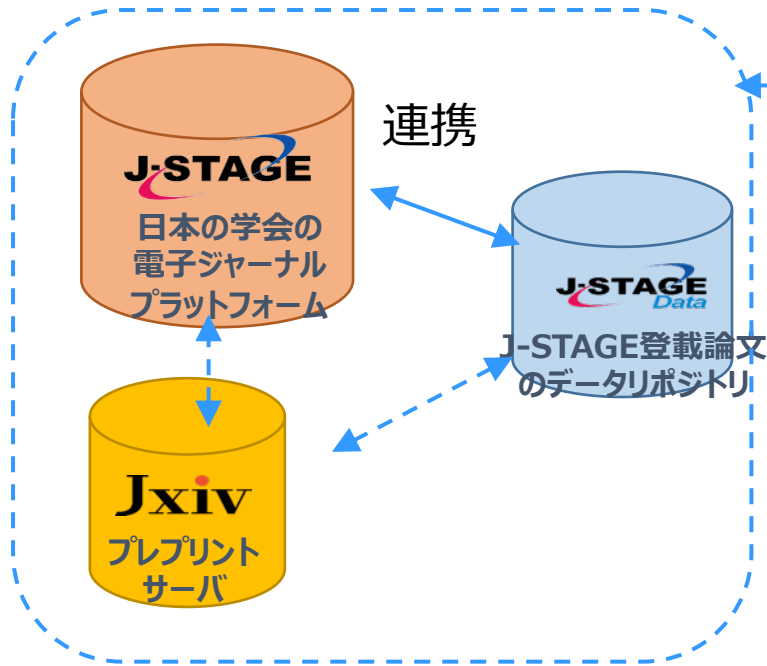 連携
J-STAGE
日本の学会の
電子ジャーナル
プラットフォーム
J-STAGE
Data
J-STAGE登載論文
のデータリポジトリ
Jxiv
プレプリント
サーバ